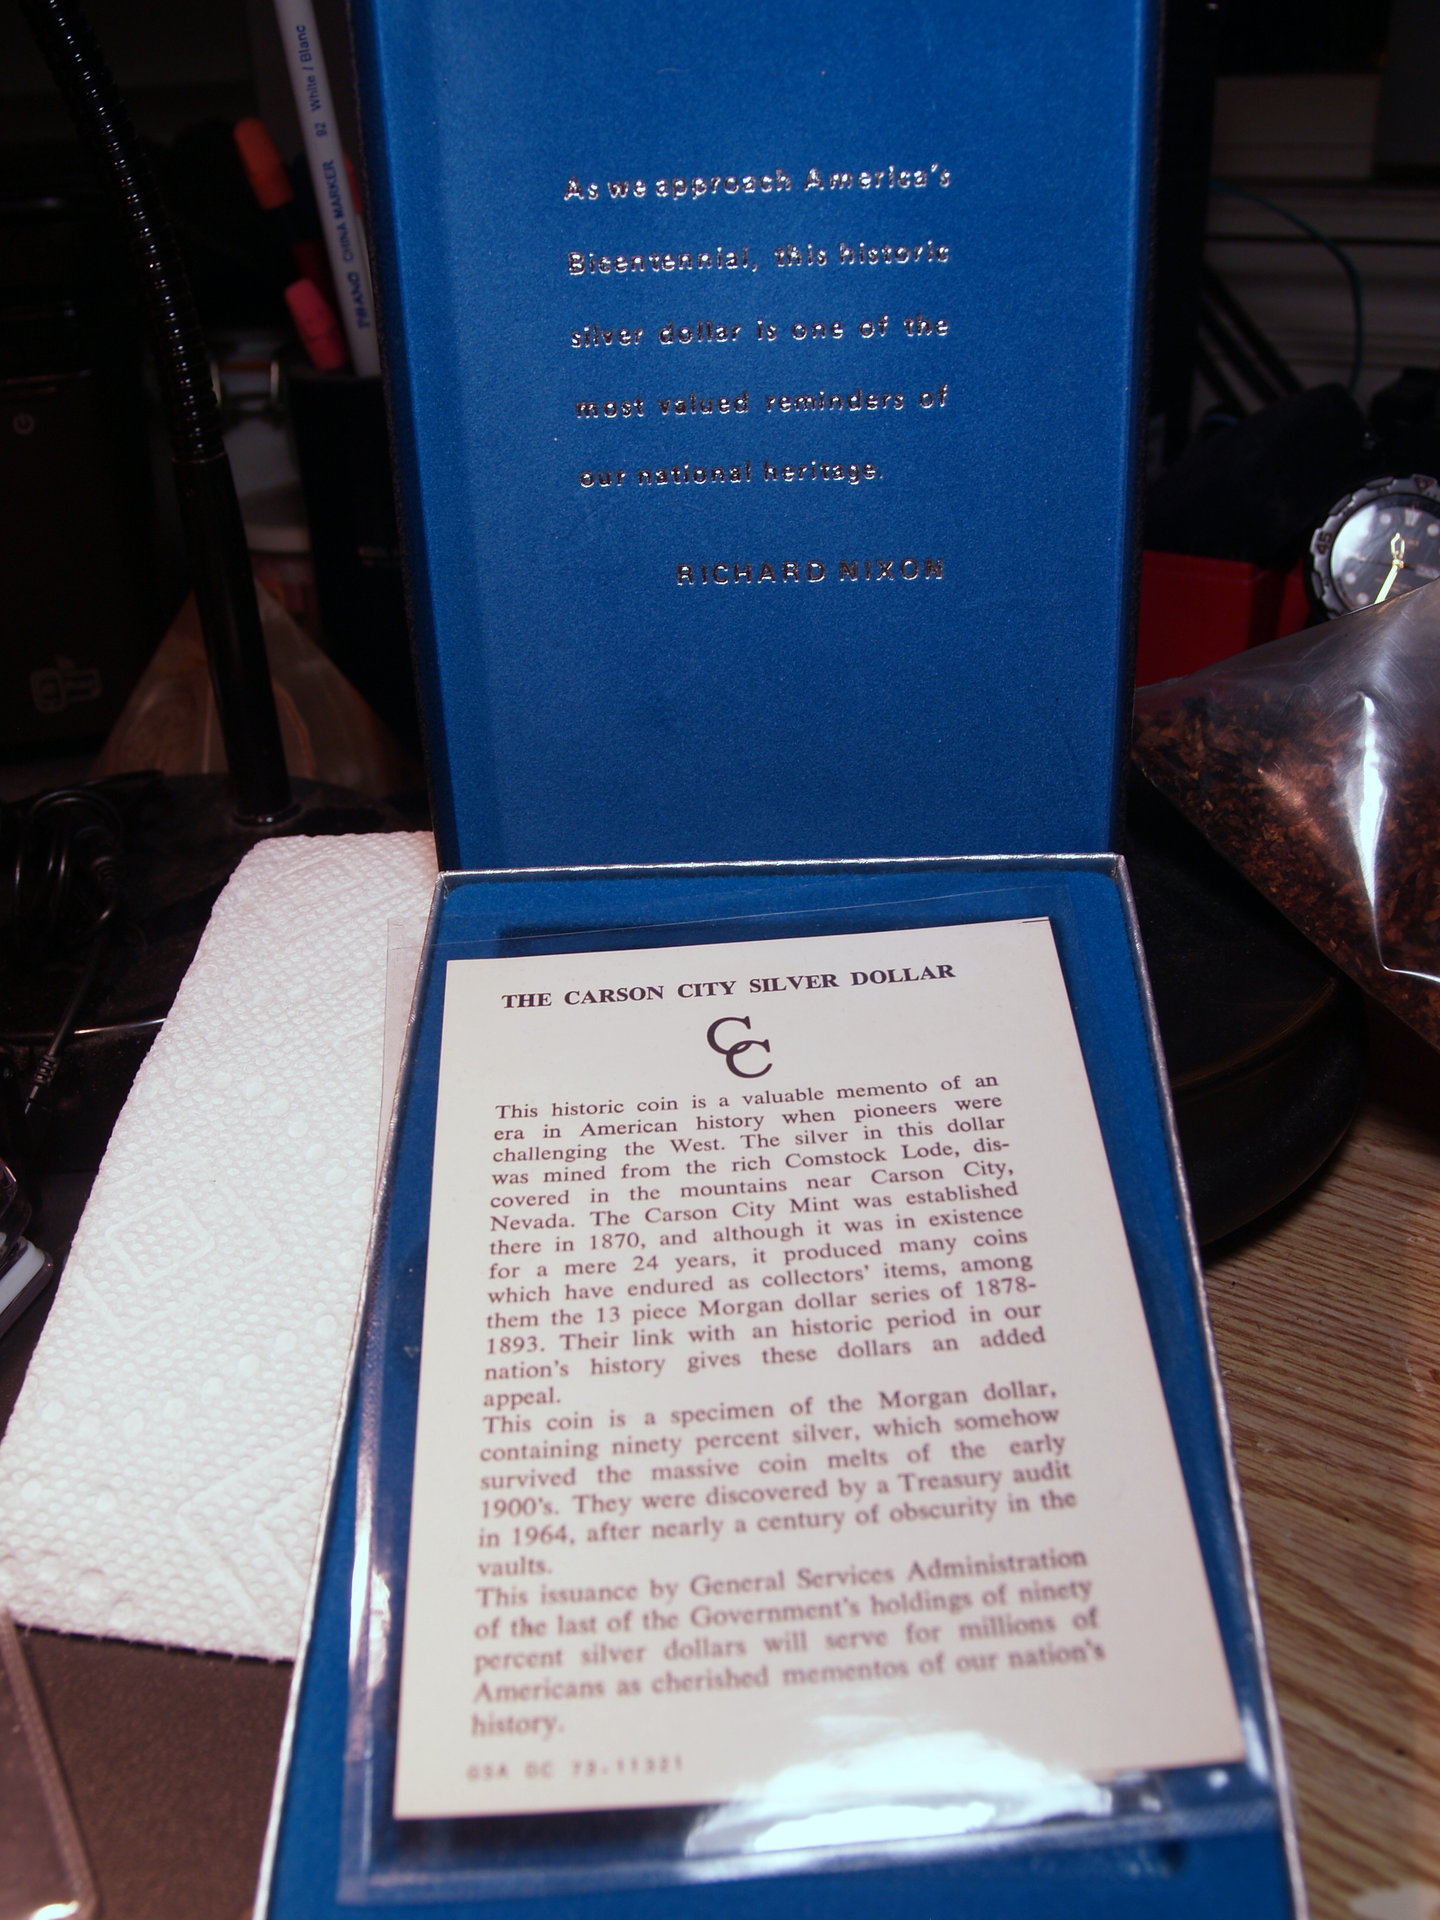 92 White / Blanc
CHINA MARKER
As we approach America's
Bicentennial, this historic
silver dollar is one of the
most valued reminders of
our national heritage.
RICHARD NIXON
45
THE CARSON CITY SILVER DOLLAR
CC
This historic coin is a valuable memento of an
era in American history when pioneers were
challenging the West. The silver in this dollar
was mined from the rich Comstock Lode, dis-
covered in the mountains near Carson City,
Nevada. The Carson City Mint was established
there in 1870, and although it was in existence
for a mere 24 years, it produced many coins
which have endured as collectors' items, among
them the 13 piece Morgan dollar series of 1878-
1893. Their link with an historic period in our
nation's history gives these dollars an added
appeal.
This coin is a specimen of the Morgan dollar,
containing ninety percent silver, which somehow
survived the massive coin melts of the early
1900's. They were discovered by a Treasury audit
in 1964, after nearly a century of obscurity in the
vaults.
This issuance by General Services Administration
of the last of the Government's holdings of ninety
percent silver dollars will serve for millions of
Americans as cherished mementos of our nation's
history.
GSA DC 73-11321